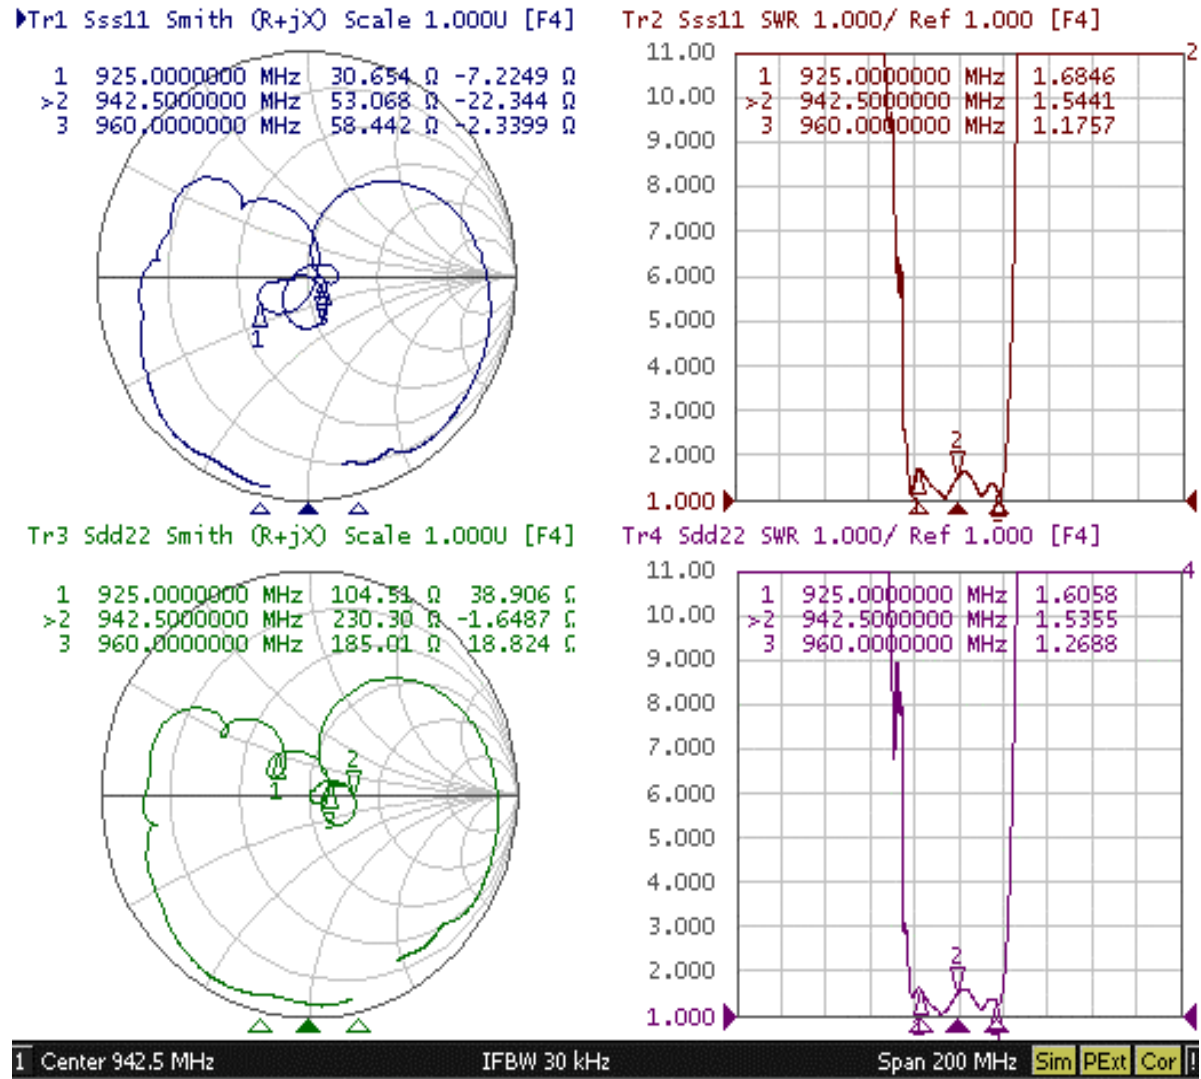 Tr1 Sss11 Smith (R+jX) Scale 1.000U [F4]
1 925.0000000 MHz 30.654 Ω -7.2249 Ω
>2 942.5000000 MHz 53.068 Ω -22.344 Ω
3 960.0000000 MHz 58.442 Ω -2.3399 Ω
1
Tr2 Sss11 SWR 1.000/ Ref 1.000 [F4]
11.00
10.00
9.000
8.000
7.000
6.000
5.000
4.000
3.000
2.000
1.000
2
1 925.0000000 MHz 1.6846
>2 942.5000000 MHz 1.5441
3 960.0000000 MHz 1.1757
2
Tr3 Sdd22 Smith (R+jX) Scale 1.000U [F4]
1 925.0000000 MHz 104.51 Ω 38.906 Ω
>2 942.5000000 MHz 230.30 Ω -1.6487 Ω
3 960.0000000 MHz 185.01 Ω 18.824 Ω
2
1
Tr4 Sdd22 SWR 1.000/ Ref 1.000 [F4]
11.00
10.00
9.000
8.000
7.000
6.000
5.000
4.000
3.000
2.000
1.000
4
1 925.0000000 MHz 1.6058
>2 942.5000000 MHz 1.5355
3 960.0000000 MHz 1.2688
2
1 Center 942.5 MHz IFBW 30 kHz Span 200 MHz Sim PExt Cor !